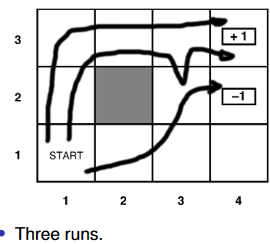 3
+ 1
2
–1
1
START
1 2 3 4
• Three runs.